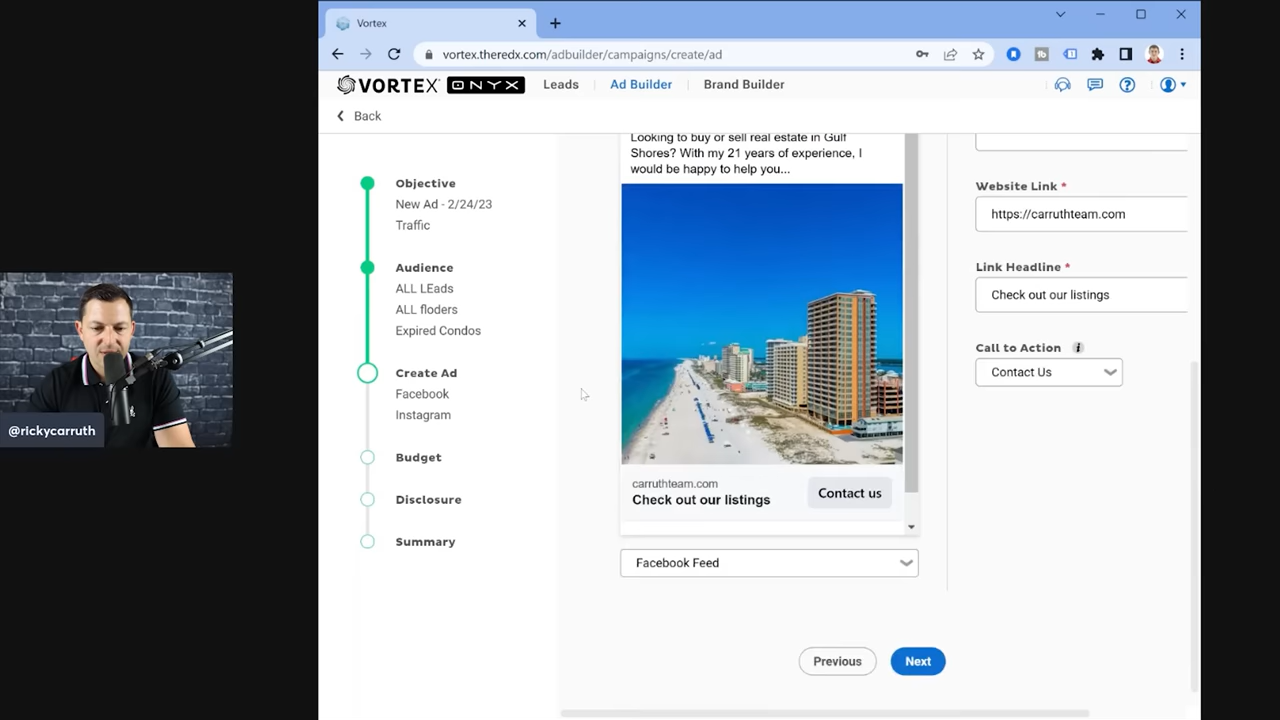 Vortex
vortex.theredx.com/adbuilder/campaigns/create/ad
VORTEX ONYX Leads Ad Builder Brand Builder
Back
Looking to buy or sell real estate in Gulf
Shores? With my 21 years of experience, I
would be happy to help you...
Objective
New Ad - 2/24/23
Traffic
Audience
ALL LEads
ALL floders
Expired Condos
Create Ad
Facebook
Instagram
Budget
Disclosure
Summary
carruthteam.com
Check out our listings
Contact us
Facebook Feed
Website Link *
https://carruthteam.com
Link Headline *
Check out our listings
Call to Action i
Contact Us
Previous
Next
@rickycarruth